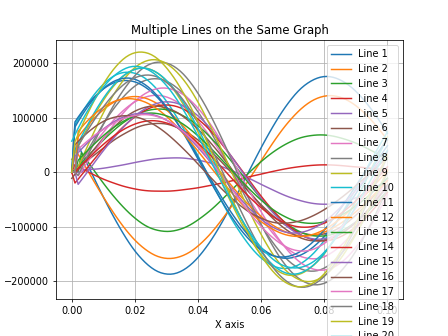 Multiple Lines on the Same Graph
200000
100000
0
−100000
−200000
0.00
0.02
0.04
0.06
0.08
X axis
Line 1
Line 2
Line 3
Line 4
Line 5
Line 6
Line 7
Line 8
Line 9
Line 10
Line 11
Line 12
Line 13
Line 14
Line 15
Line 16
Line 17
Line 18
Line 19
Line 20